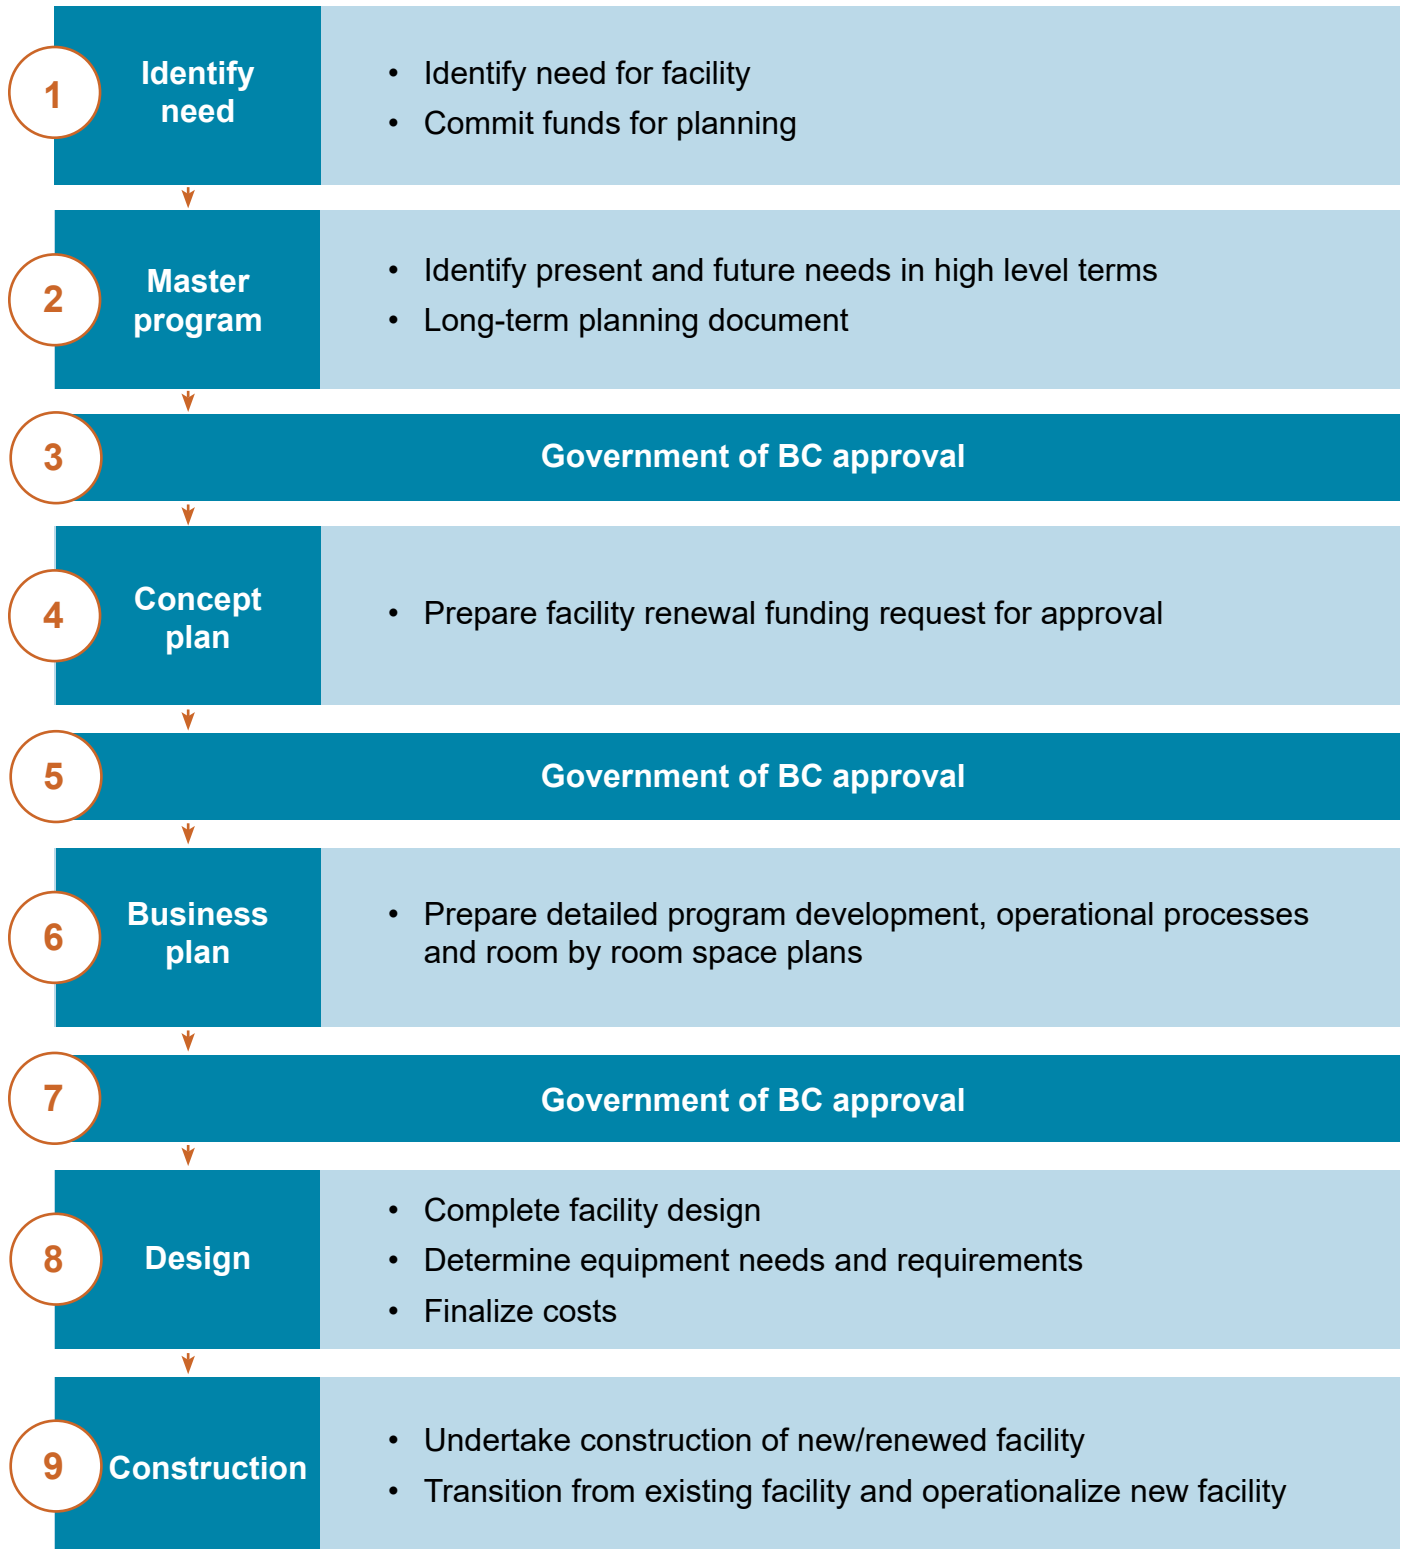 1
Identify
need
• Identify need for facility
• Commit funds for planning
2
Master
program
• Identify present and future needs in high level terms
• Long-term planning document
3
Government of BC approval
4
Concept
plan
• Prepare facility renewal funding request for approval
5
Government of BC approval
6
Business
plan
• Prepare detailed program development, operational processes
and room by room space plans
7
Government of BC approval
8
Design
• Complete facility design
• Determine equipment needs and requirements
• Finalize costs
9
Construction
• Undertake construction of new/renewed facility
• Transition from existing facility and operationalize new facility